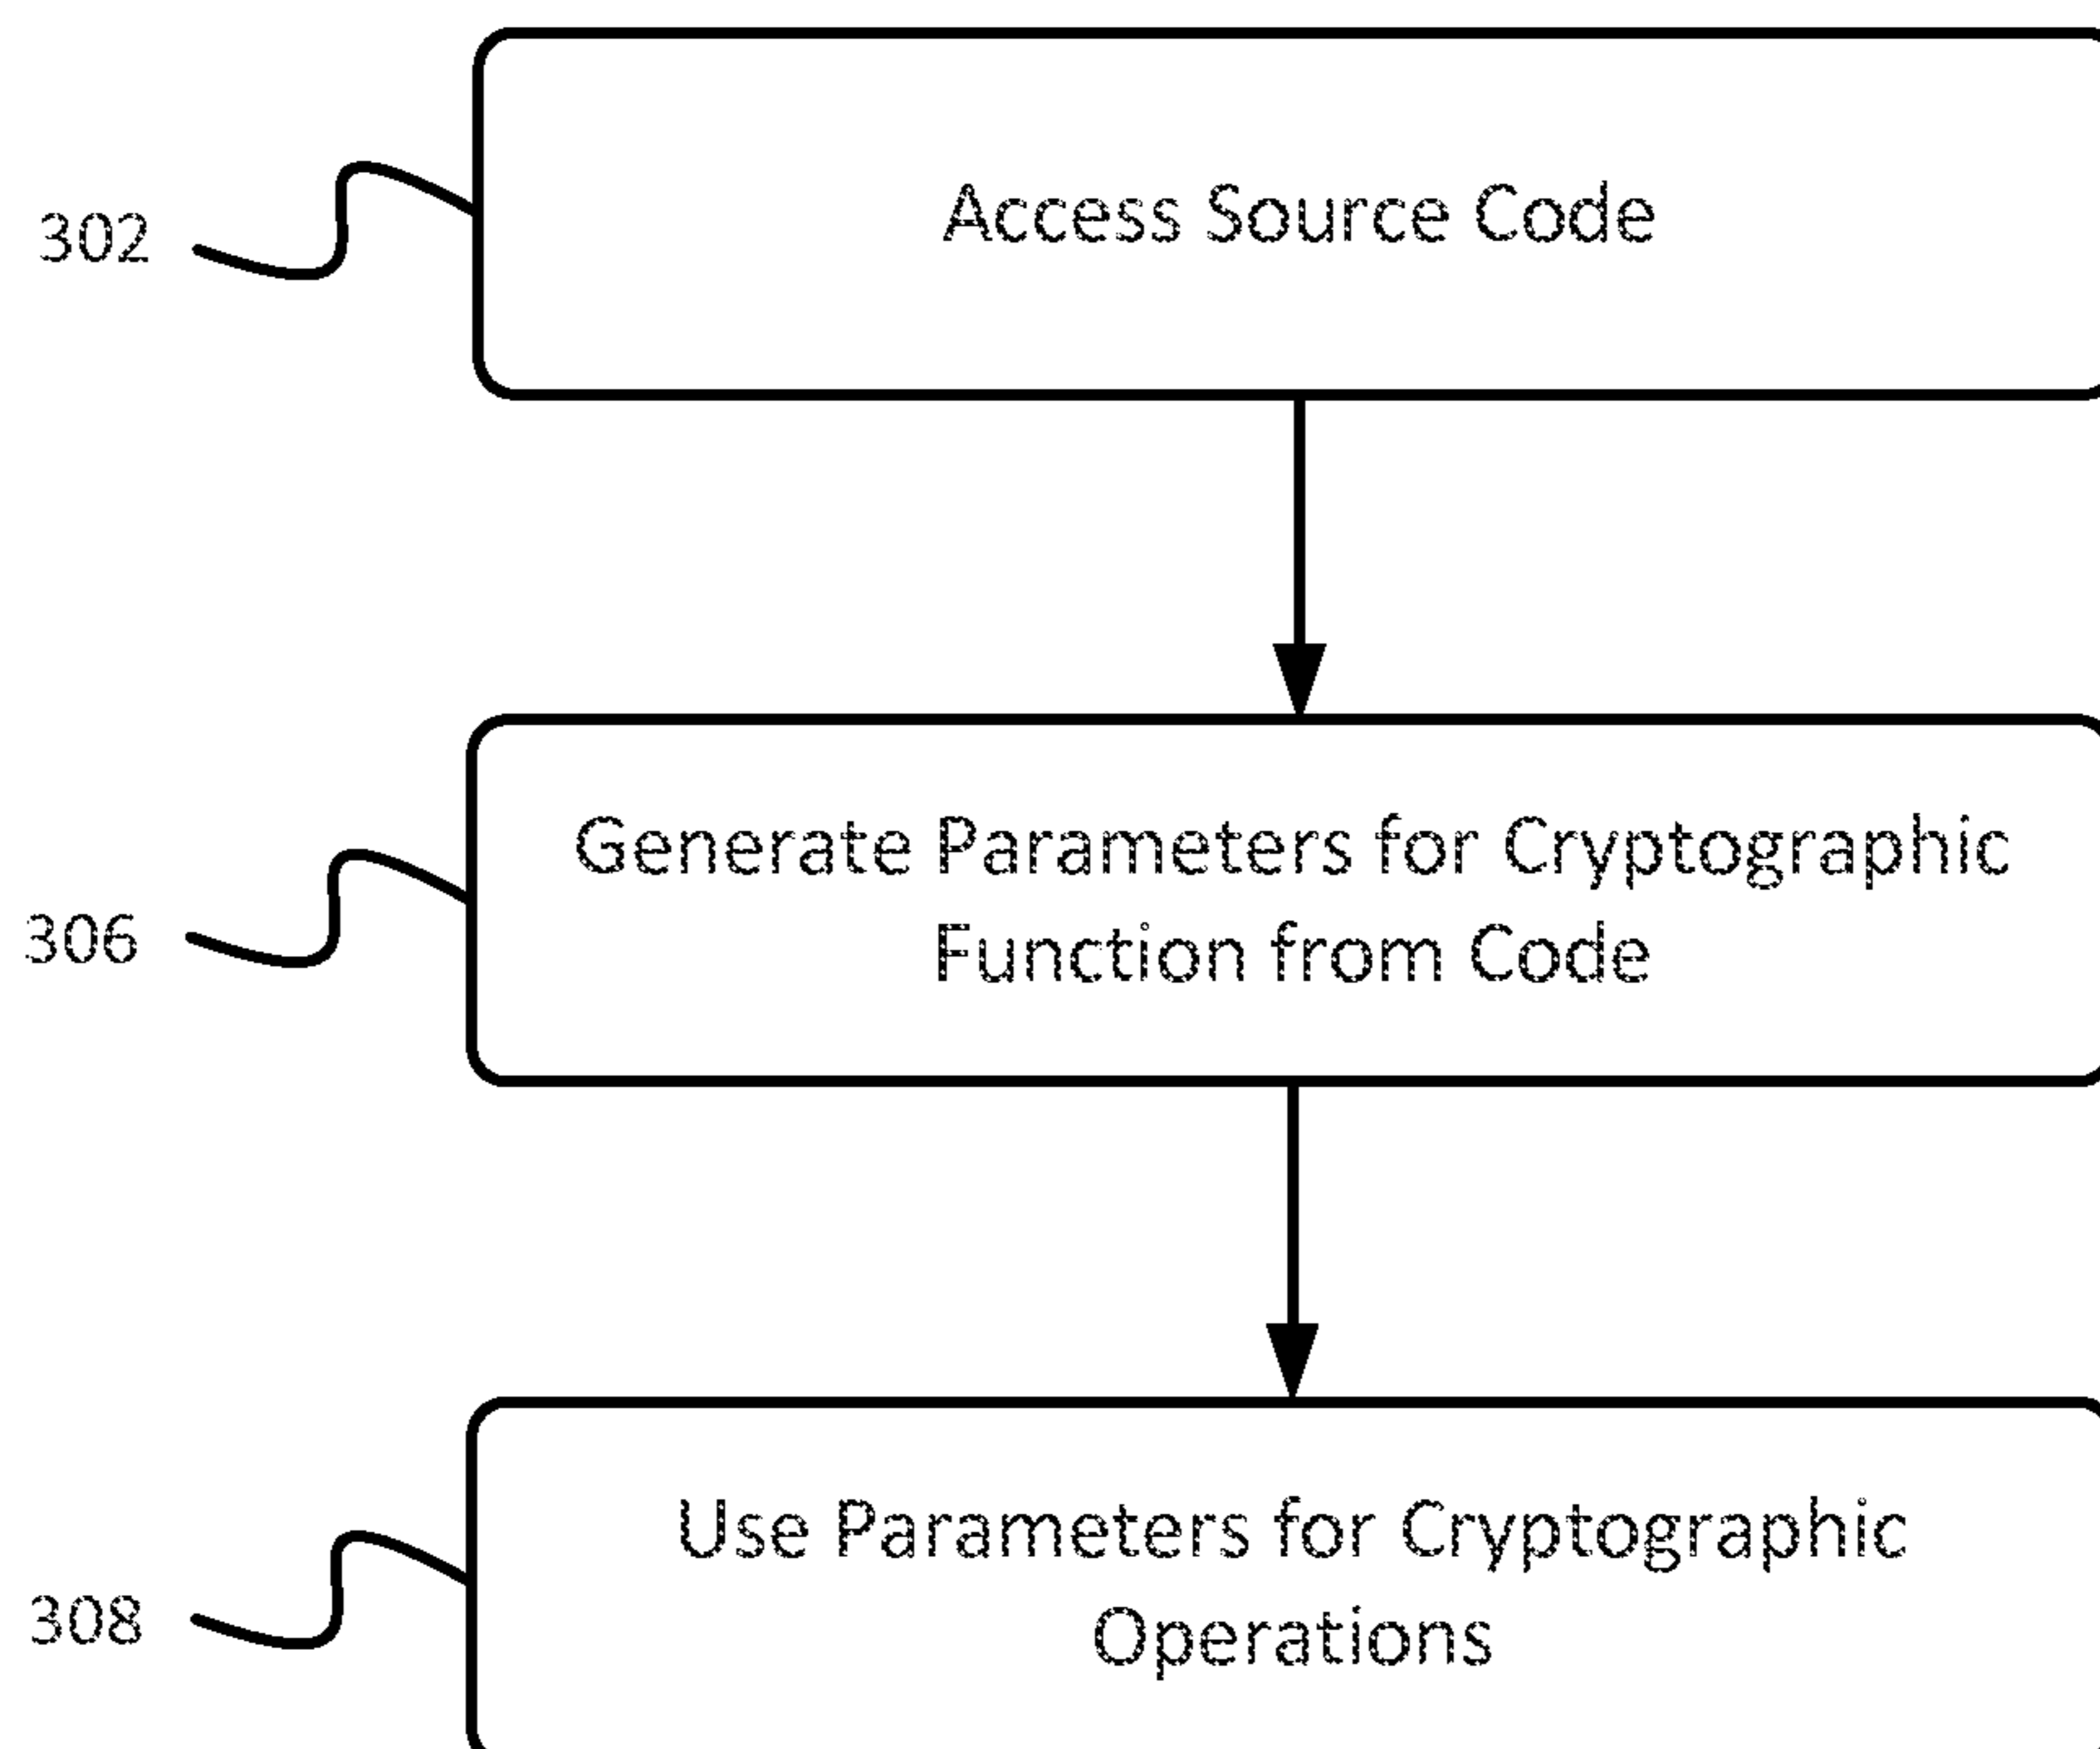 302
Access Source Code
306
Generate Parameters for Cryptographic
Function from Code
308
Use Parameters for Cryptographic
Operations